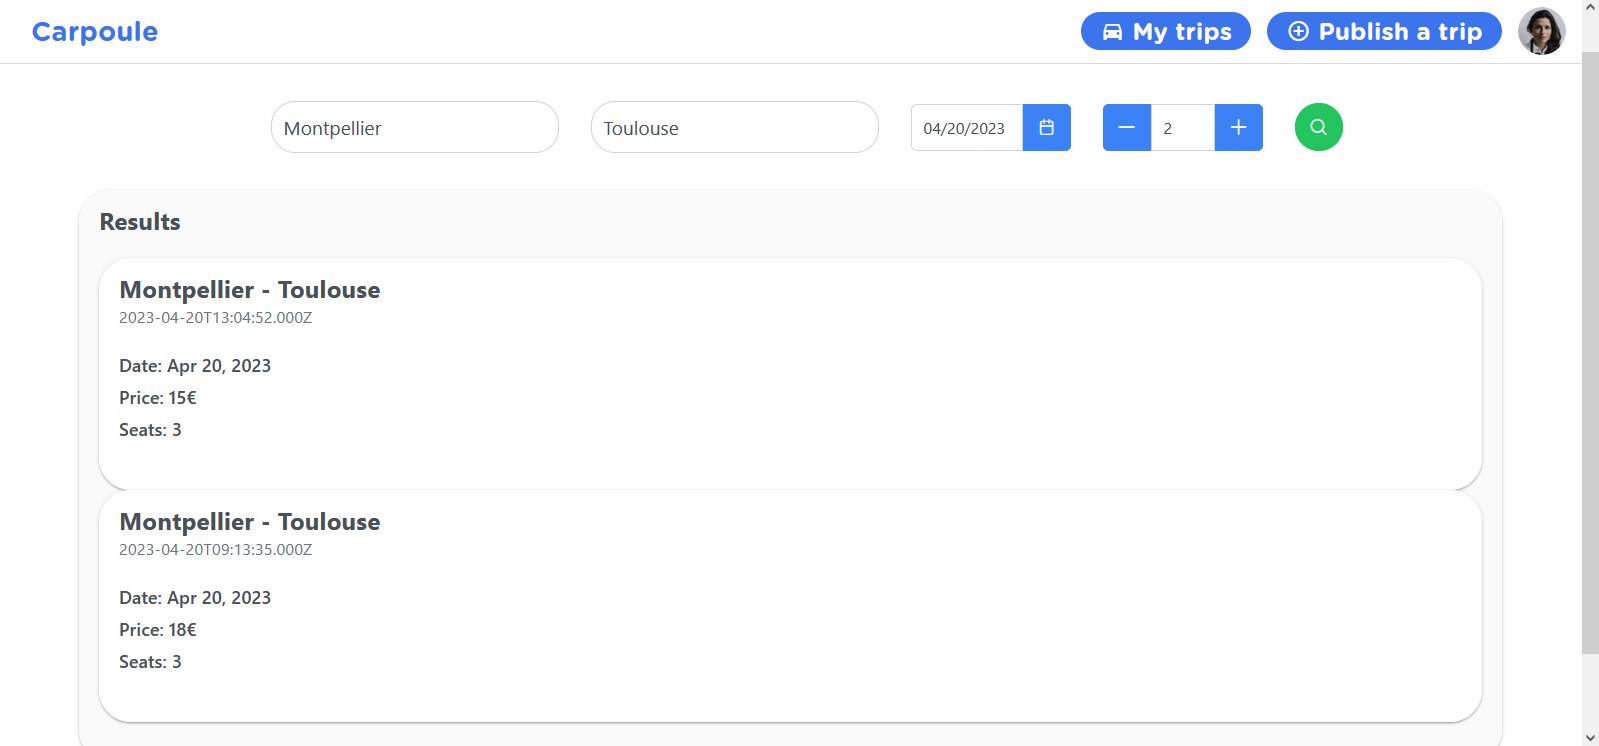 Carpoule
My trips
Publish a trip
Montpellier
Toulouse
04/20/2023
2
Results
Montpellier - Toulouse
2023-04-20T13:04:52.000Z
Date: Apr 20, 2023
Price: 15€
Seats: 3
Montpellier - Toulouse
2023-04-20T09:13:35.000Z
Date: Apr 20, 2023
Price: 18€
Seats: 3